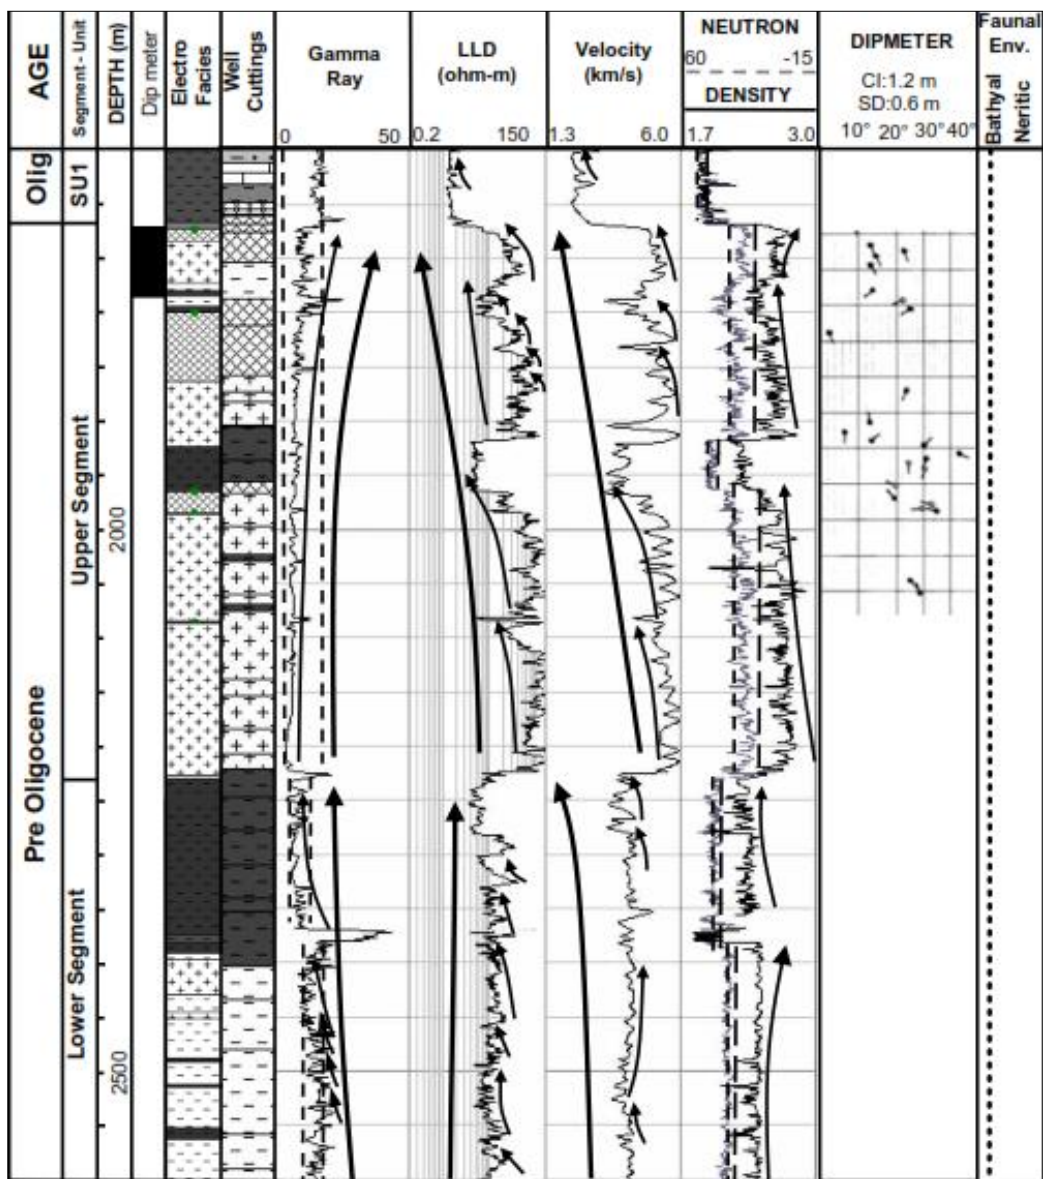 AGE
Segment - Unit
DEPTH (m)
Dip meter
Electro
Facies
Well
Cuttings
Gamma
Ray
0 50
LLD
(ohm-m)
0.2 150
Velocity
(km/s)
1.3 6.0
NEUTRON
60 -15
DENSITY
1.7 3.0
DIPMETER
CI:1.2 m
SD:0.6 m
10° 20° 30° 40°
Faunal
Env.
Bathyal
Neritic
Olig
SU1
Pre Oligocene
Upper Segment
Lower Segment
2000
2500